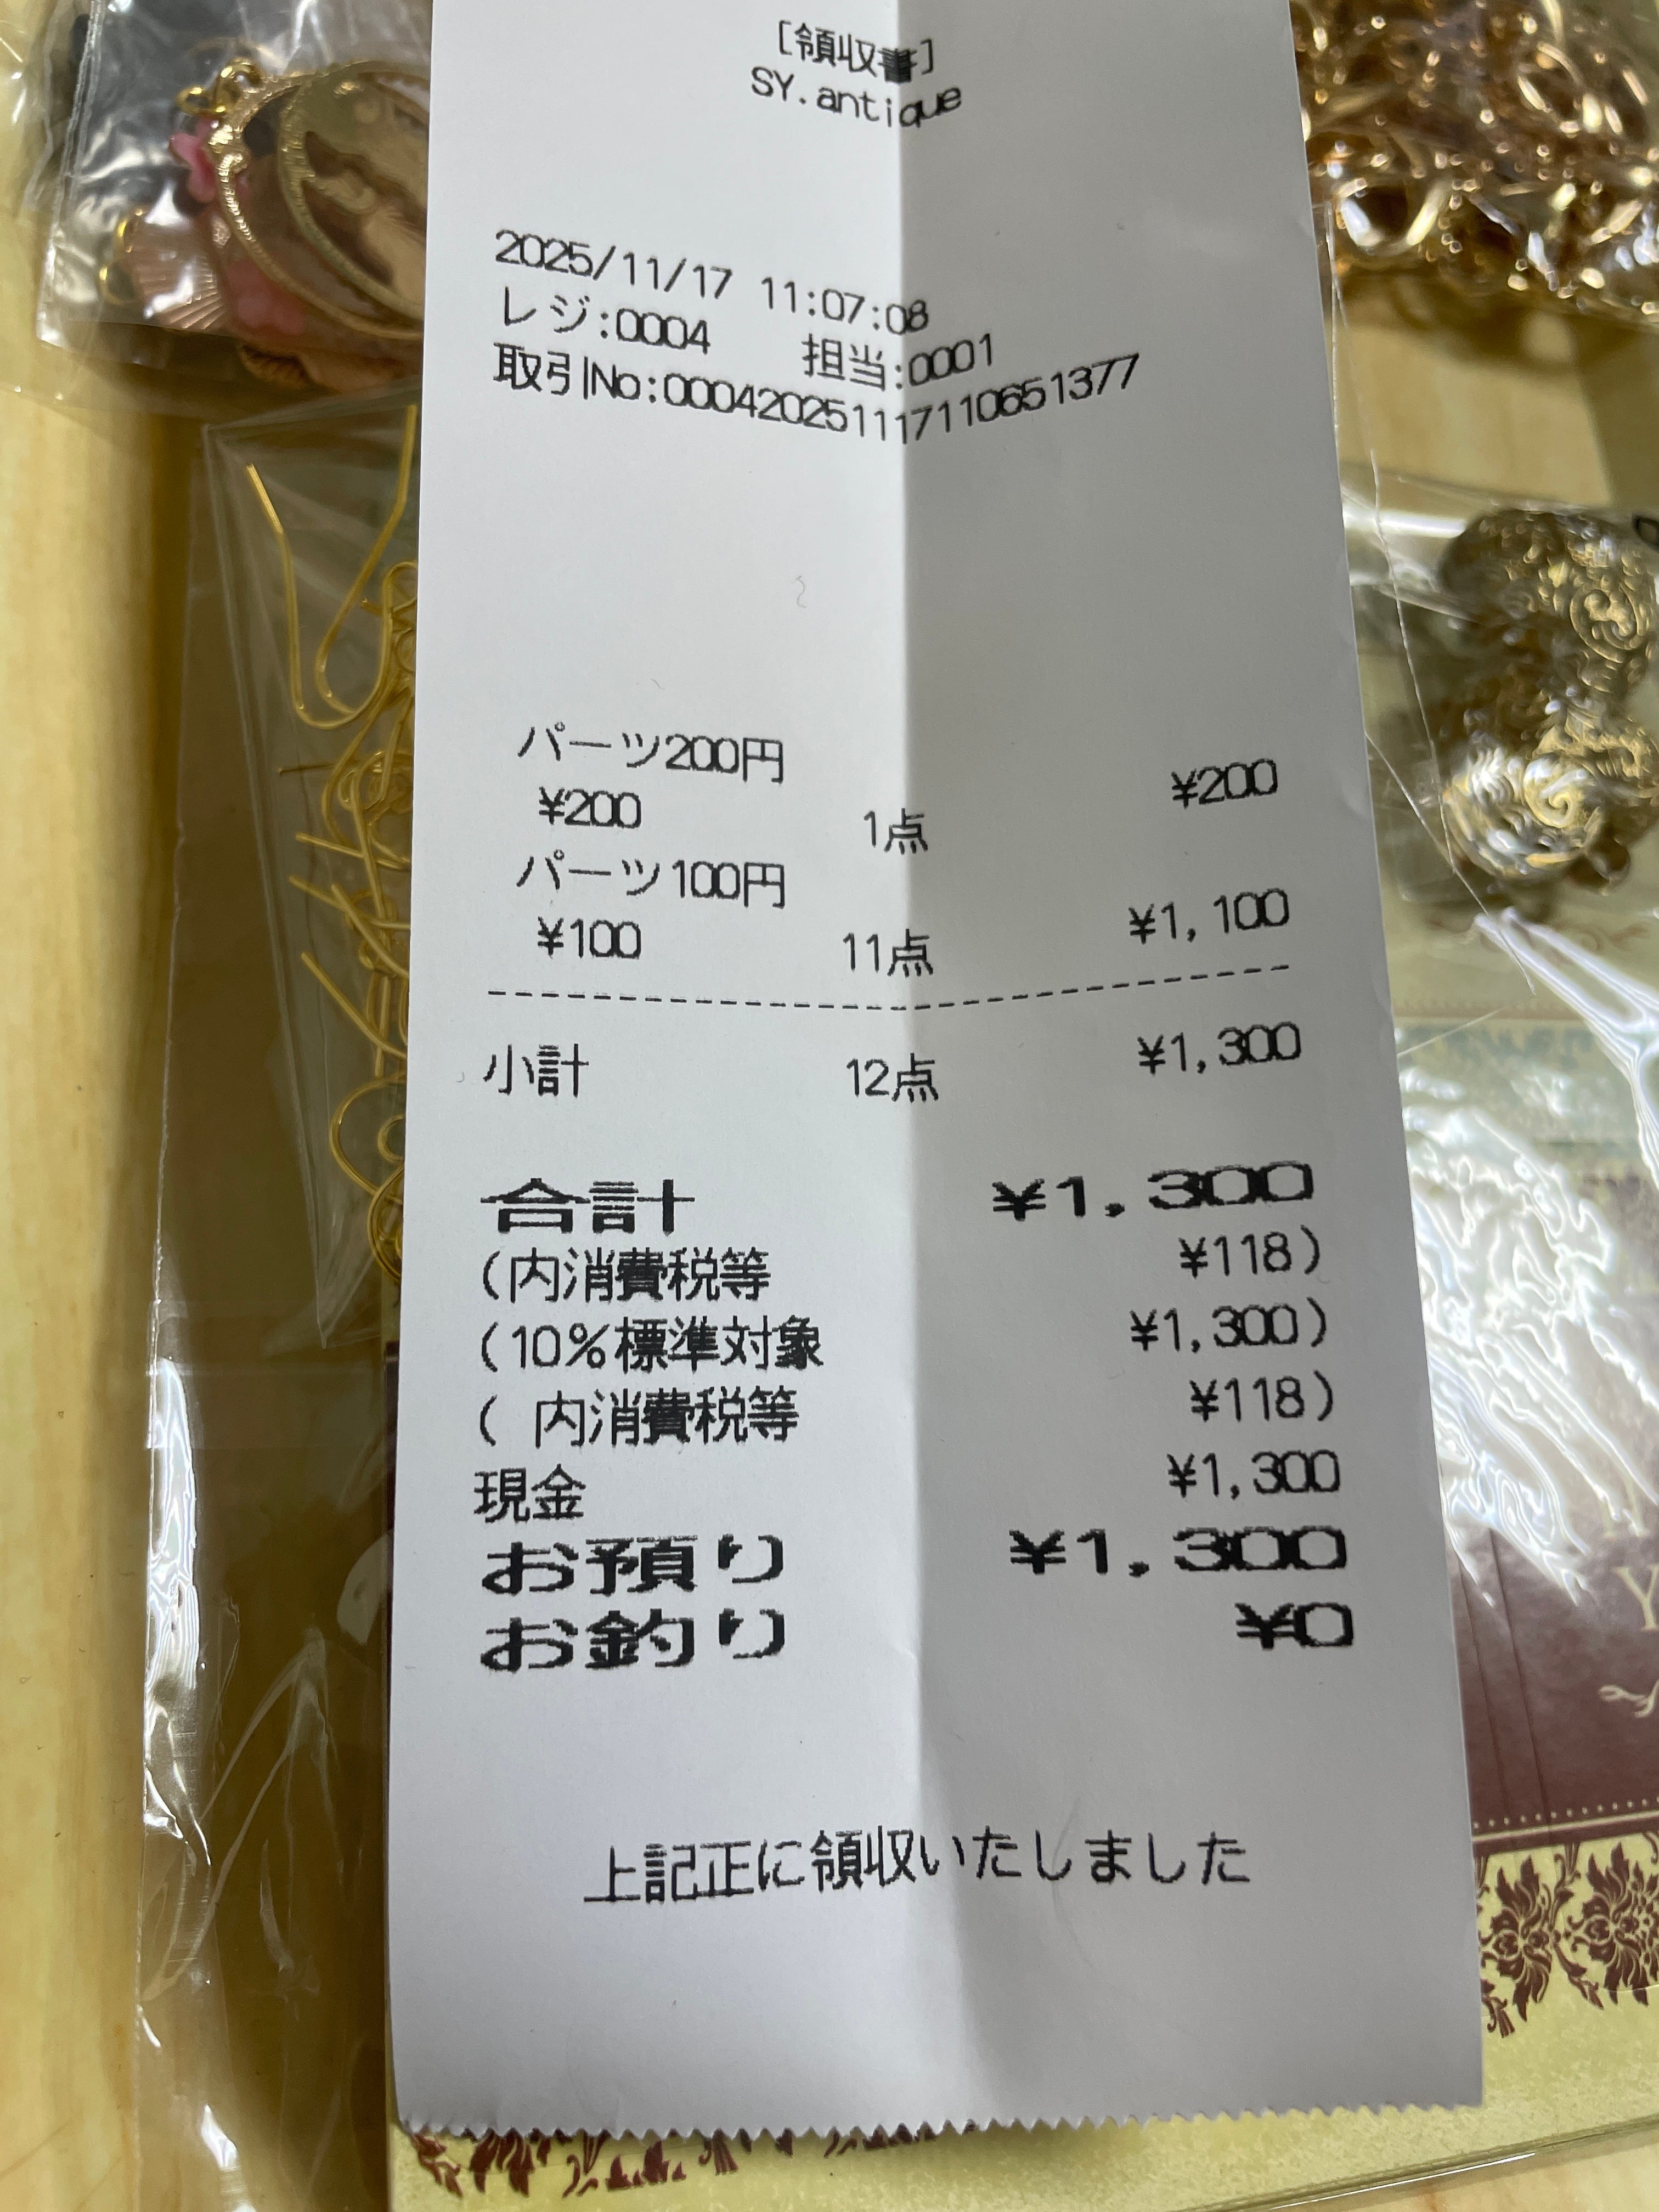 [領収書]
SY.antique
2025/11/17 11:07:08
レジ:0004 担当:0001
取引No:00042025111711065​1377
パーツ200円
¥200 1点 ¥200
パーツ100円
¥100 11点 ¥1,100
小計 12点 ¥1,300
合計 ¥1,300
(内消費税等 ¥118)
(10%標準対象 ¥1,300)
( 内消費税等 ¥118)
現金 ¥1,300
お預り ¥1,300
お釣り ¥0
上記正に領収いたしました